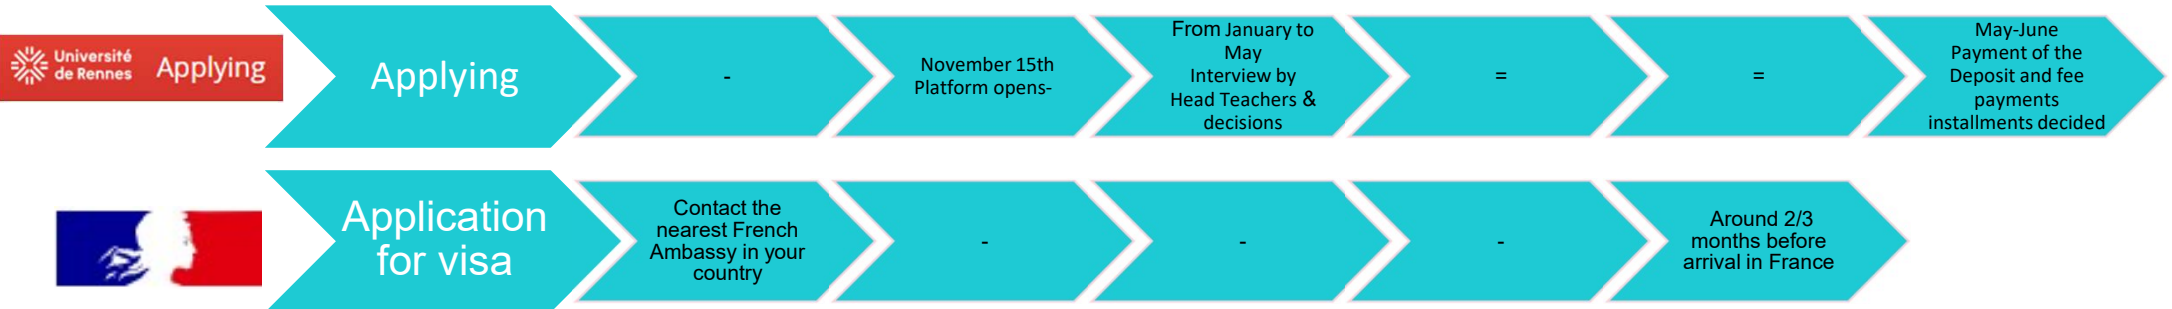 Université
de Rennes
Applying
Applying
-
November 15th
Platform opens-
From January to
May
Interview by
Head Teachers &
decisions
=
=
May-June
Payment of the
Deposit and fee
payments
installments decided
Application
for visa
Contact the
nearest French
Ambassy in your
country
-
-
-
Around 2/3
months before
arrival in France